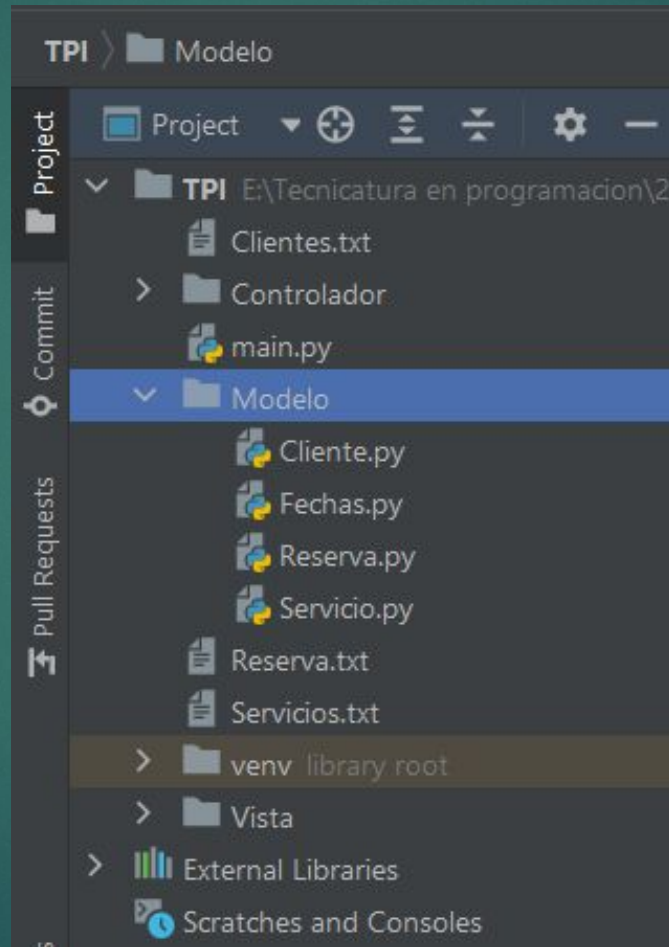 TPI Modelo
Project
Project
Commit
Pull Requests
TPI E:\Tecnicatura en programacion\2
Clientes.txt
Controlador
main.py
Modelo
Cliente.py
Fechas.py
Reserva.py
Servicio.py
Reserva.txt
Servicios.txt
venv library root
Vista
External Libraries
Scratches and Consoles